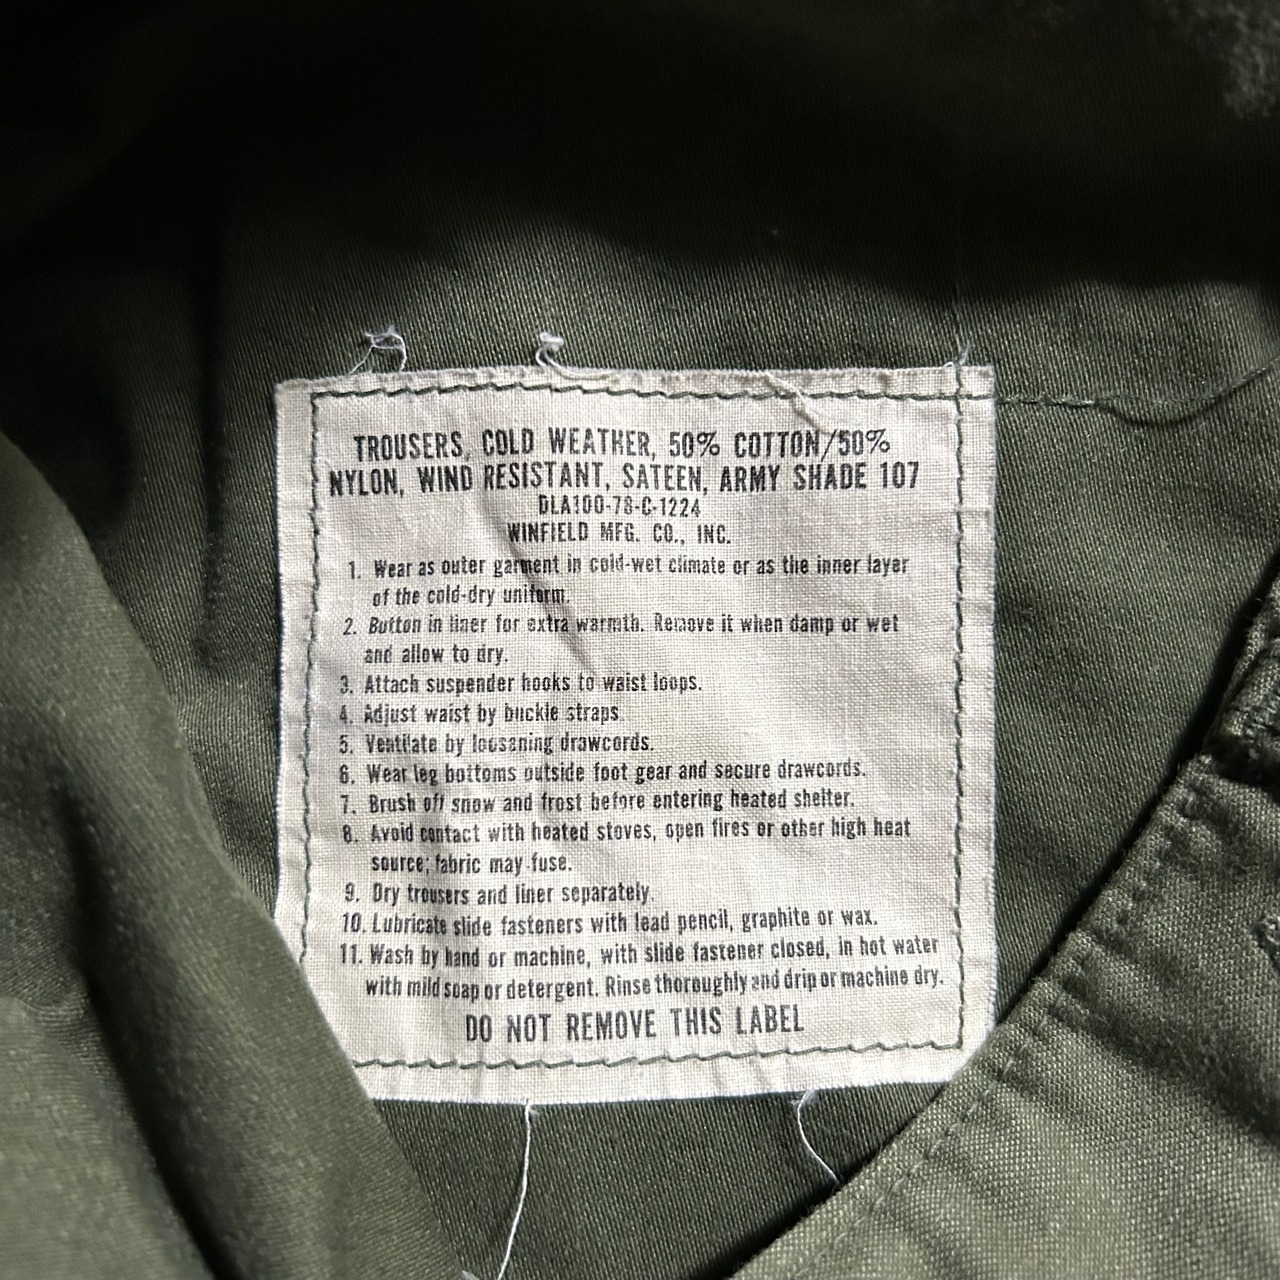 TROUSERS, COLD WEATHER, 50% COTTON/50%
NYLON, WIND RESISTANT, SATEEN, ARMY SHADE 107
DLA100-78-C-1224
WINFIELD MFG. CO., INC.
1. Wear as outer garment in cold-wet climate or as the inner layer
of the cold-dry uniform.
2. Button in liner for extra warmth. Remove it when damp or wet
and allow to dry.
3. Attach suspender hooks to waist loops.
4. Adjust waist by buckle straps
5. Ventilate by loosening drawcords.
6. Wear leg bottoms outside foot gear and secure drawcords.
7. Brush off snow and frost before entering heated shelter.
8. Avoid contact with heated stoves, open fires or other high heat
source; fabric may fuse.
9. Dry trousers and liner separately.
10. Lubricate slide fasteners with lead pencil, graphite or wax.
11. Wash by hand or machine, with slide fastener closed, in hot water
with mild soap or detergent. Rinse thoroughly and drip or machine dry.
DO NOT REMOVE THIS LABEL